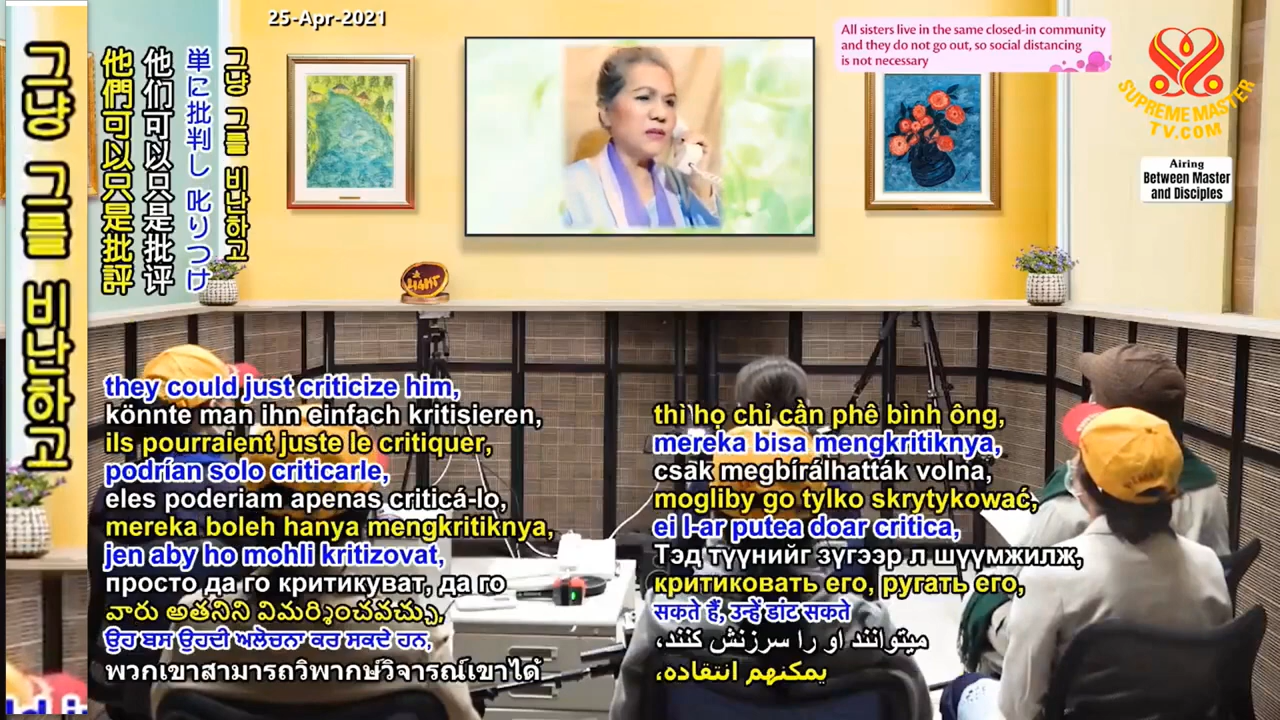 25-Apr-2021
All sisters live in the same closed-in community
and they do not go out, so social distancing
is not necessary
SUPREME MASTER
TV.COM
Airing
Between Master
and Disciples
그냥 그를 비난하고
他們可以只是批評
他们可以只是批评
単に批判し 叱りつけ
그냥 그를 비난하고
they could just criticize him,
könnte man ihn einfach kritisieren,
ils pourraient juste le critiquer,
podrían solo criticarle,
eles poderiam apenas criticá-lo,
mereka boleh hanya mengkritiknya,
jen aby ho mohli kritizovat,
просто да го критикуват, да го
వారు అతనిని విమర్శించవచ్చు,
ਉਹ ਬਸ ਉਹਦੀ ਅਲੋਚਨਾ ਕਰ ਸਕਦੇ ਹਨ,
พวกเขาสามารถวิพากษ์วิจารณ์เขาได้
thì họ chỉ cần phê bình ông,
mereka bisa mengkritiknya,
csak megbírálhatták volna,
mogliby go tylko skrytykować,
ei l-ar putea doar critica,
Тэд түүнийг зүгээр л шүүмжилж,
критиковать его, ругать его,
सकते हैं, उन्हें डांट सकते
میتوانند او را سرزنش کنند،
يمكنهم انتقاده،